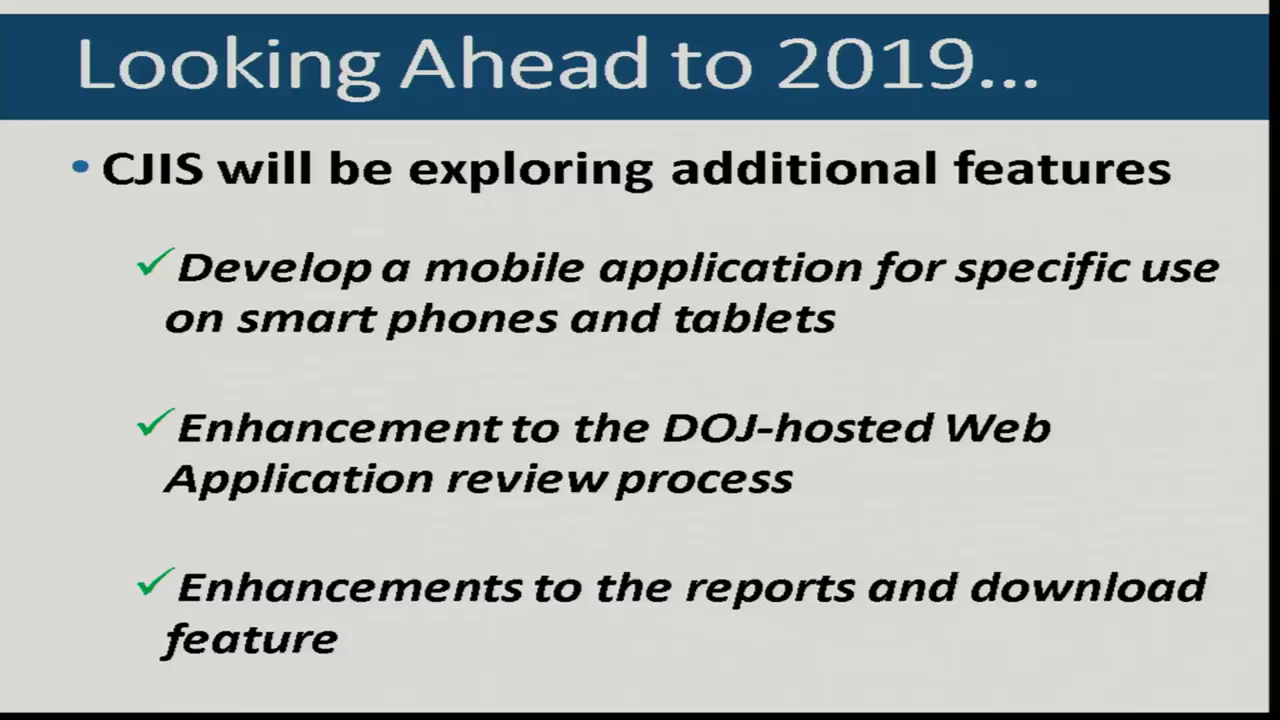 Looking Ahead to 2019...
• CJIS will be exploring additional features
✓Develop a mobile application for specific use
on smart phones and tablets
✓Enhancement to the DOJ-hosted Web
Application review process
✓Enhancements to the reports and download
feature